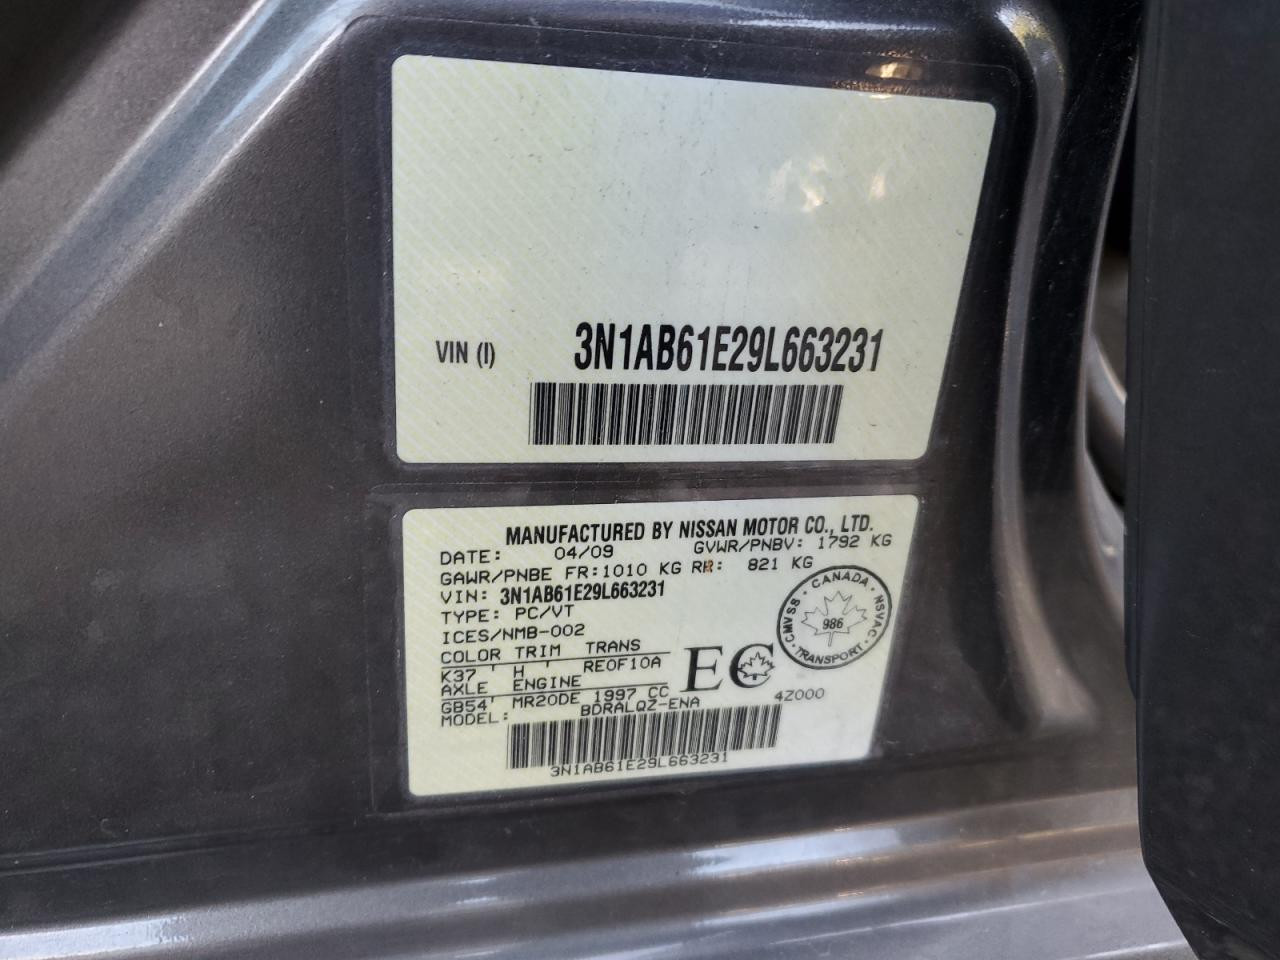 VIN (I) 3N1AB61E29L663231
MANUFACTURED BY NISSAN MOTOR CO., LTD.
DATE: 04/09 GVWR/PNBV: 1792 KG
GAWR/PNBE FR:1010 KG RR: 821 KG
VIN: 3N1AB61E29L663231
TYPE: PC/VT
ICES/NMB-002
COLOR TRIM TRANS
K37 ' H ' RE0F10A
AXLE ENGINE
GB54' MR20DE 1997 CC
MODEL: BDRALQZ-ENA
EC
4Z000
CANADA
CMVSS
NSVAC
986
TRANSPORT
3N1AB61E29L663231